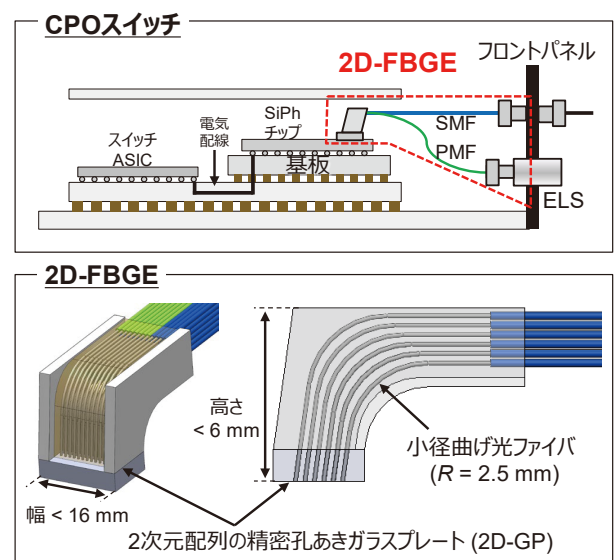 CPOスイッチ
2D-FBGE
フロントパネル
電気
配線
SiPh
チップ
スイッチ
ASIC
基板
SMF
PMF
ELS
2D-FBGE
高さ
< 6 mm
小径曲げ光ファイバ
(R = 2.5 mm)
幅 < 16 mm
2次元配列の精密孔あきガラスプレート (2D-GP)